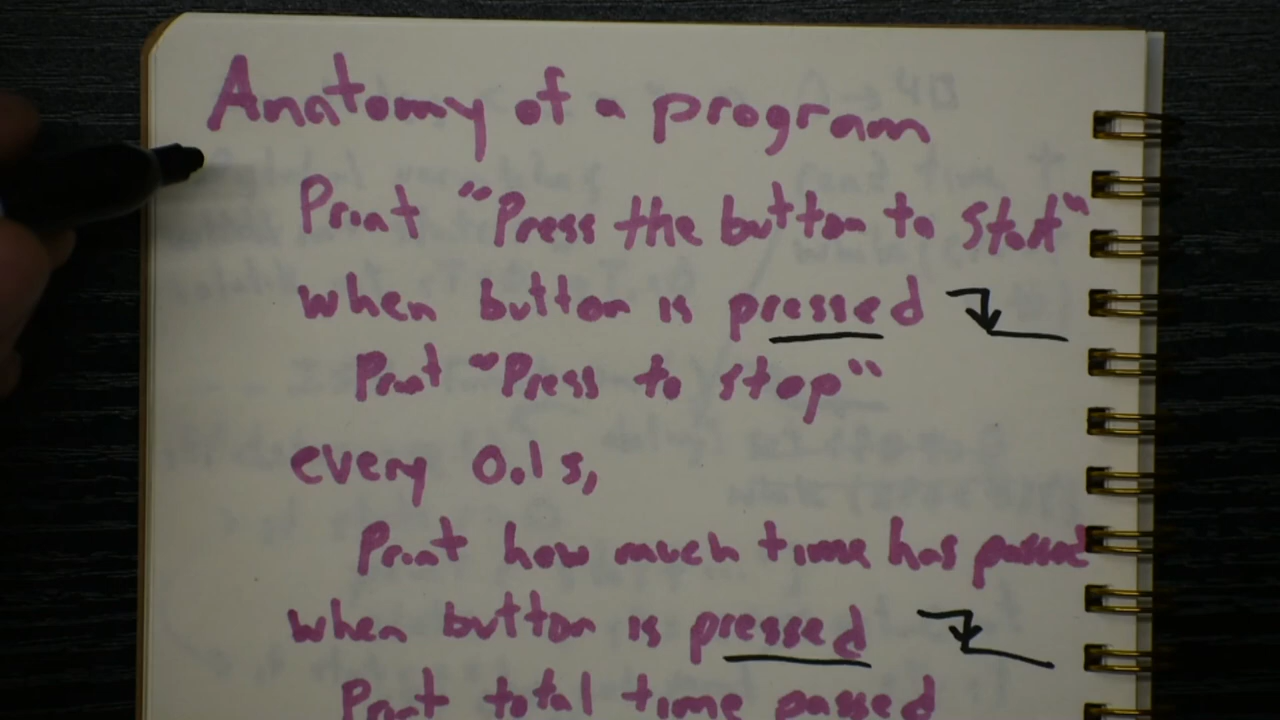 Anatomy of a program
Print "Press the button to start"
when button is pressed
Print "Press to stop"
every 0.1s,
Print how much time has passed
when button is pressed
Print total time passed